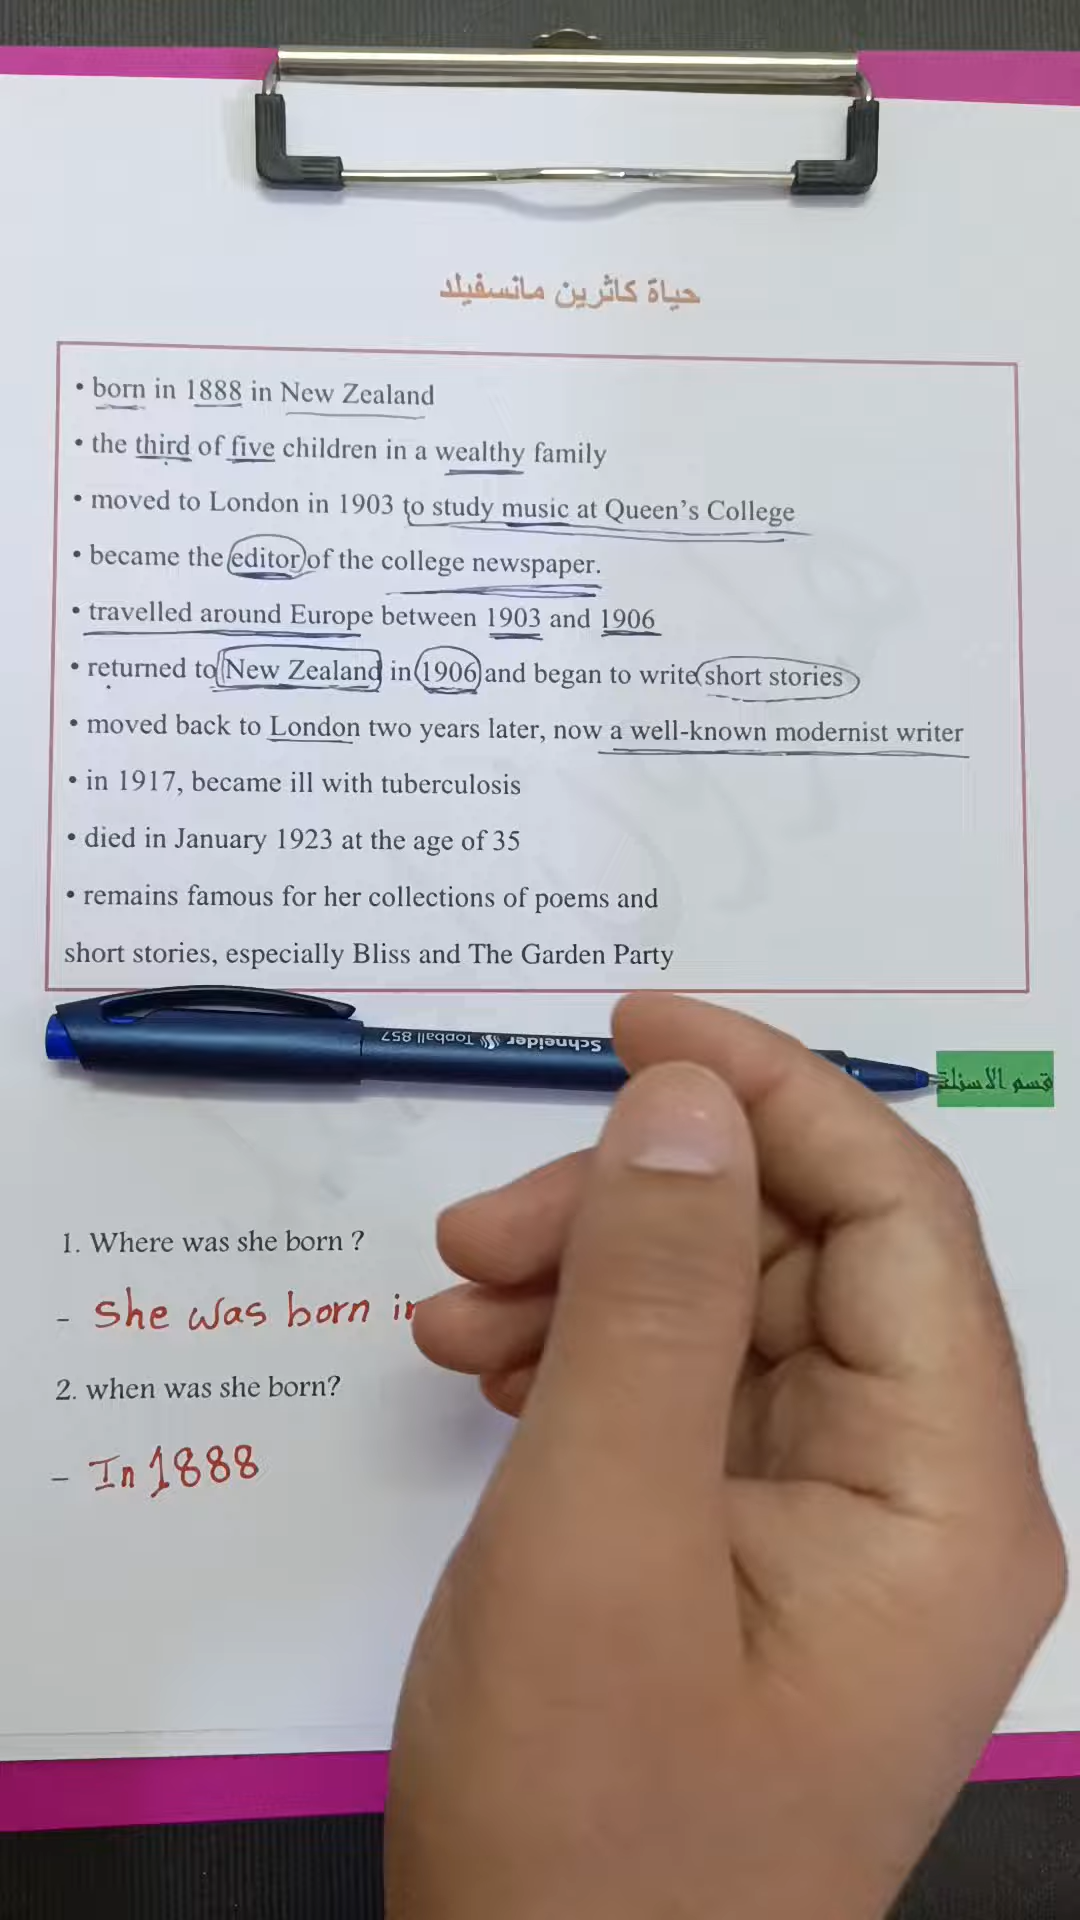 حياة كاثرين مانسفيلد
• born in 1888 in New Zealand
• the third of five children in a wealthy family
• moved to London in 1903 to study music at Queen's College
• became the editor of the college newspaper.
• travelled around Europe between 1903 and 1906
• returned to New Zealand in 1906 and began to write short stories
• moved back to London two years later, now a well-known modernist writer
• in 1917, became ill with tuberculosis
• died in January 1923 at the age of 35
• remains famous for her collections of poems and
short stories, especially Bliss and The Garden Party
Schneider Topball 857
قسم الاسئلة
1. Where was she born ?
- She was born in
2. when was she born?
- In 1888